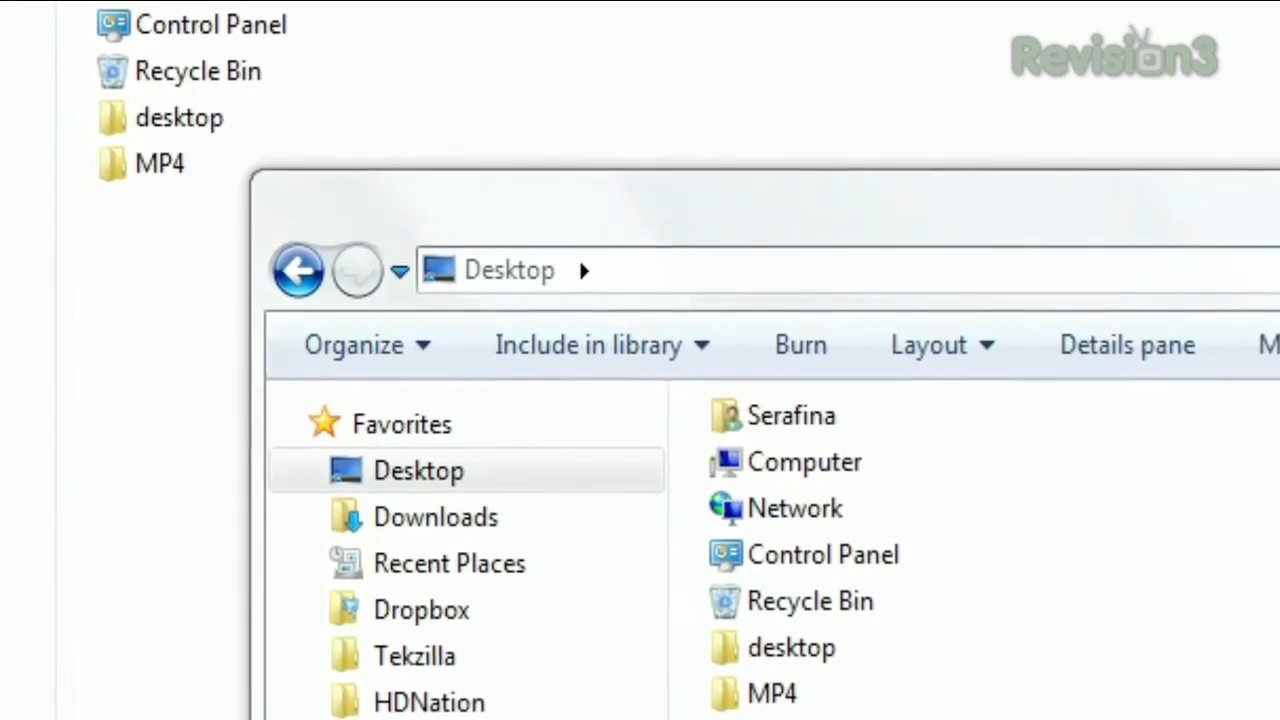 Control Panel
Revision3
Recycle Bin
desktop
MP4
Desktop
Organize Include in library Burn Layout Details pane M
Favorites
Desktop
Downloads
Recent Places
Dropbox
Tekzilla
HDNation
Serafina
Computer
Network
Control Panel
Recycle Bin
desktop
MP4